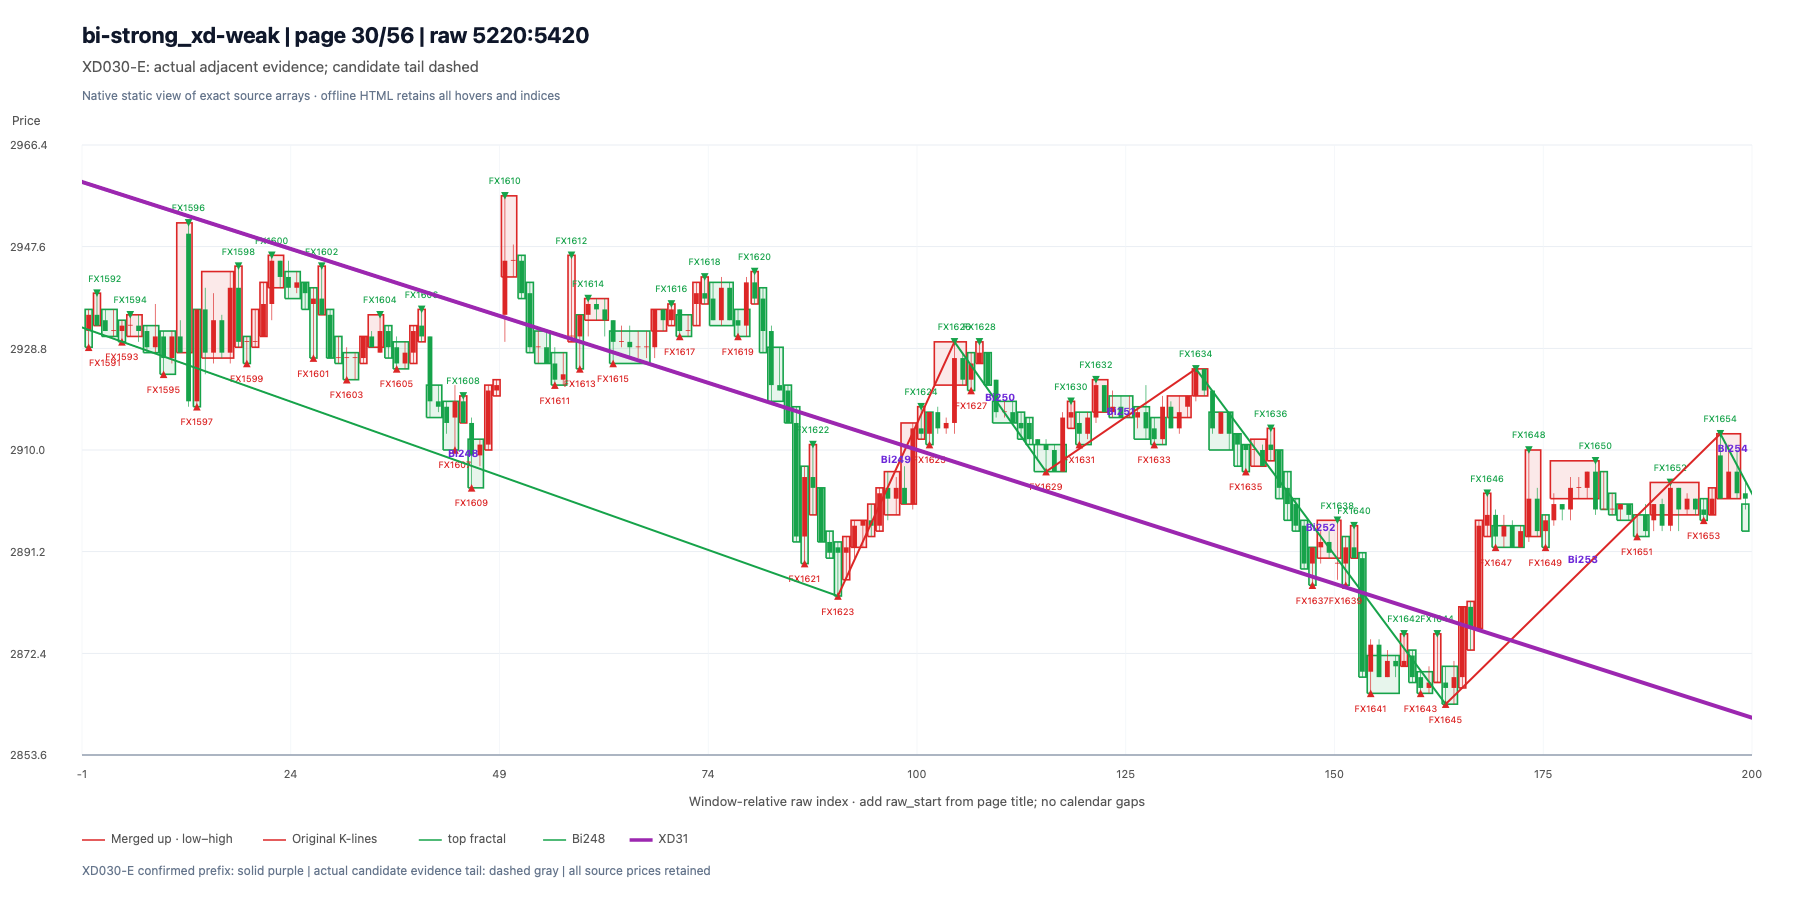 bi-strong_xd-weak | page 30/56 | raw 5220:5420
XD030-E: actual adjacent evidence; candidate tail dashed
Native static view of exact source arrays · offline HTML retains all hovers and indices
Price
2966.4
2947.6
2928.8
2910.0
2891.2
2872.4
2853.6
FX1610
FX1596
FX1598
FX1600
FX1602
FX1612
FX1618
FX1620
FX1592
FX1594
FX1604
FX1614
FX1616
FX1591
FX1593
FX1595
FX1597
FX1599
FX1601
FX1603
FX1605
FX1608
FX1611
FX1613
FX1615
FX1617
FX1619
FX1628
FX1632
FX1634
FX1624
FX1627
FX1630
FX1636
Bi250
Bi248
FX1609
FX1621
FX1623
Bi249
FX1629
FX1631
FX1633
FX1635
FX1638
FX1640
Bi252
FX1637
FX1639
FX1642
FX1641
FX1643
FX1645
FX1646
FX1648
FX1650
FX1652
FX1654
Bi254
Bi253
FX1649
FX1651
FX1653
-1
24
49
74
100
125
150
175
200
Window-relative raw index · add raw_start from page title; no calendar gaps
Merged up · low–high
Original K-lines
top fractal
Bi248
XD31
XD030-E confirmed prefix: solid purple | actual candidate evidence tail: dashed gray | all source prices retained